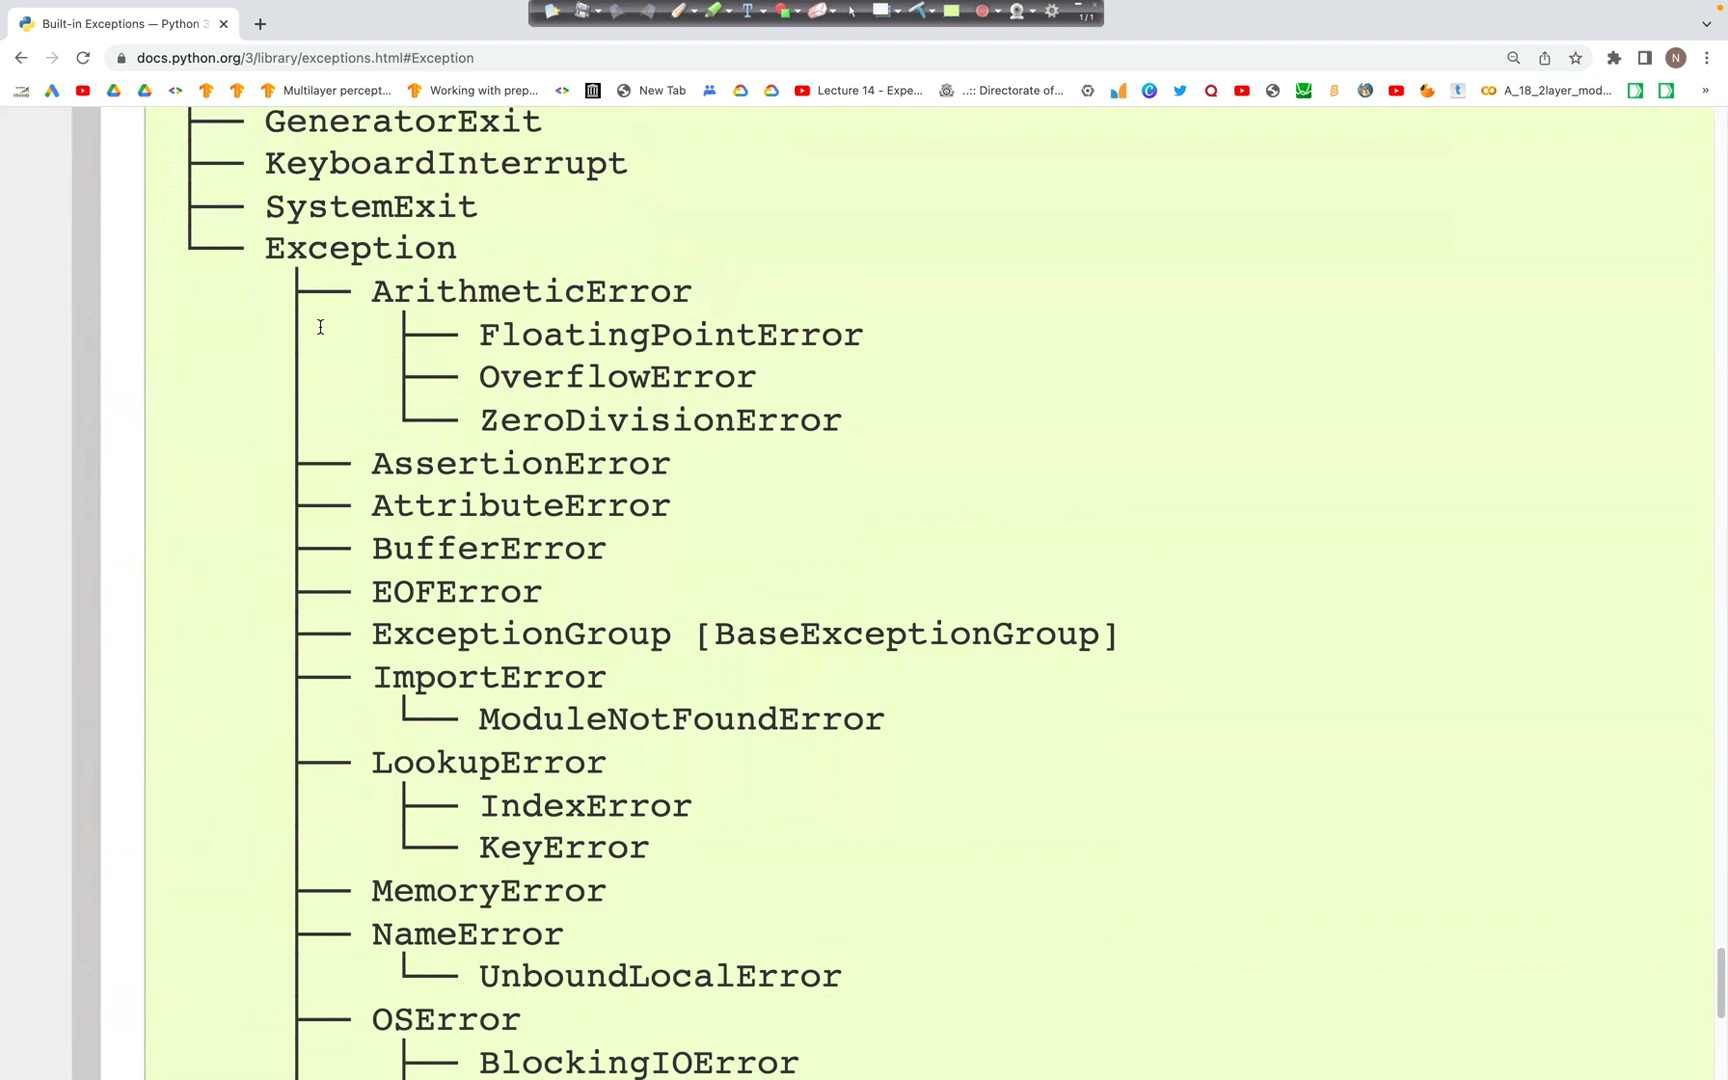 Built-in Exceptions — Python 3
1/1
docs.python.org/3/library/exceptions.html#Exception
N
Multilayer percept...
Working with prep...
New Tab
Lecture 14 - Expe...
..:: Directorate of...
A_18_2layer_mod...
GeneratorExit
KeyboardInterrupt
SystemExit
Exception
ArithmeticError
FloatingPointError
OverflowError
ZeroDivisionError
AssertionError
AttributeError
BufferError
EOFError
ExceptionGroup [BaseExceptionGroup]
ImportError
ModuleNotFoundError
LookupError
IndexError
KeyError
MemoryError
NameError
UnboundLocalError
OSError
BlockingIOError